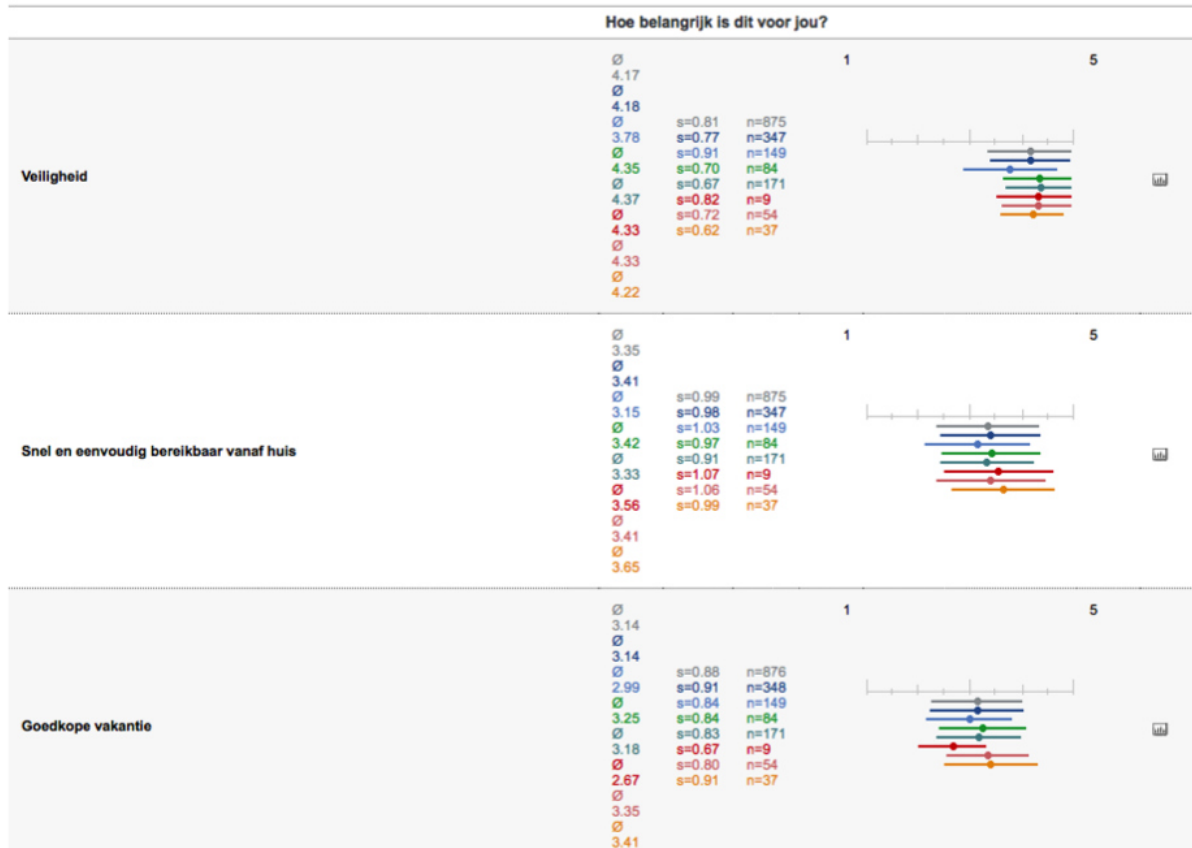 Hoe belangrijk is dit voor jou?
Veiligheid
Ø
4.17
Ø
4.18
Ø
3.78
Ø
4.35
Ø
4.37
Ø
4.33
Ø
4.33
Ø
4.22
s=0.81 n=875
s=0.77 n=347
s=0.91 n=149
s=0.70 n=84
s=0.67 n=171
s=0.82 n=9
s=0.72 n=54
s=0.62 n=37
1 5
Snel en eenvoudig bereikbaar vanaf huis
Ø
3.35
Ø
3.41
Ø
3.15
Ø
3.42
Ø
3.33
Ø
3.56
Ø
3.41
Ø
3.65
s=0.99 n=875
s=0.98 n=347
s=1.03 n=149
s=0.97 n=84
s=0.91 n=171
s=1.07 n=9
s=1.06 n=54
s=0.99 n=37
1 5
Goedkope vakantie
Ø
3.14
Ø
3.14
Ø
2.99
Ø
3.25
Ø
3.18
Ø
2.67
Ø
3.35
Ø
3.41
s=0.88 n=876
s=0.91 n=348
s=0.84 n=149
s=0.84 n=84
s=0.83 n=171
s=0.67 n=9
s=0.80 n=54
s=0.91 n=37
1 5